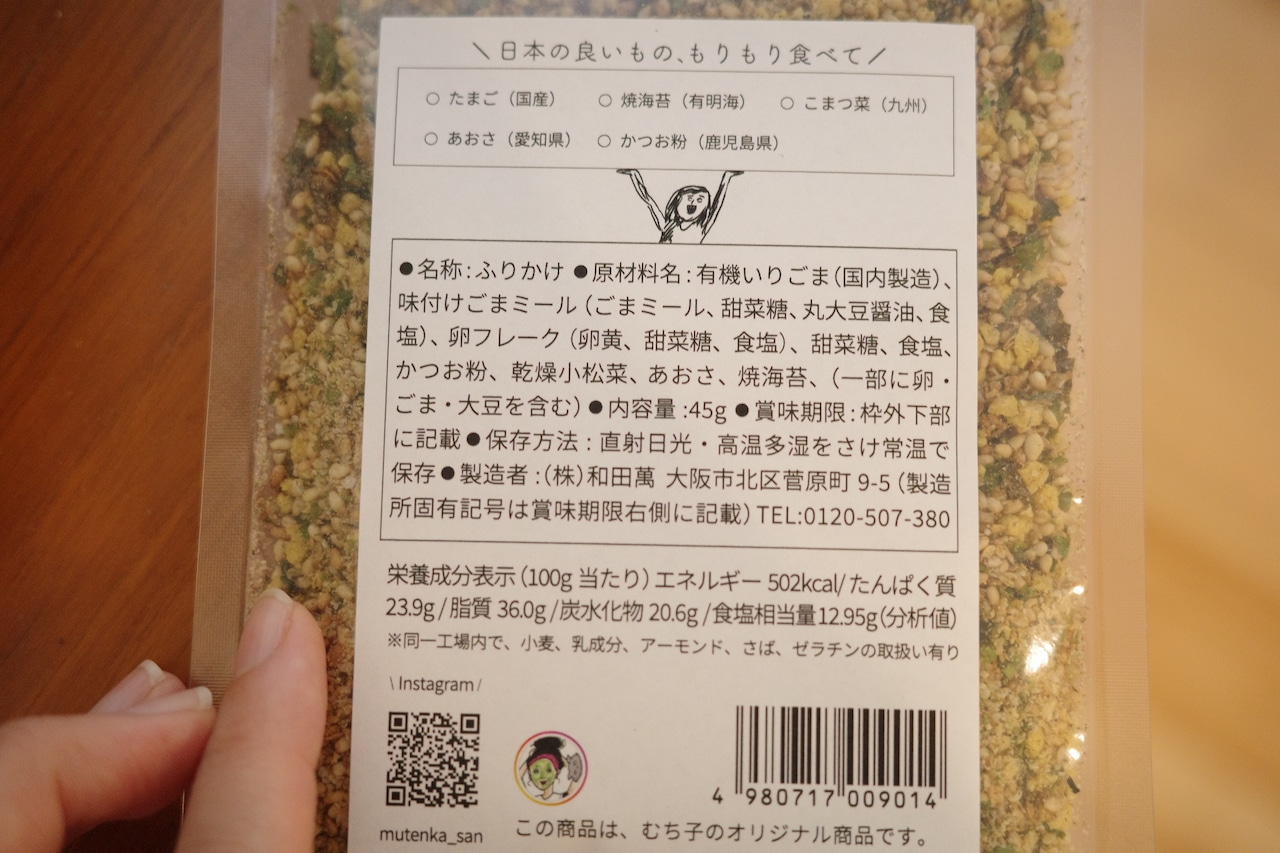 \ 日本の良いもの、もりもり食べて /
○ たまご（国産） ○ 焼海苔（有明海） ○ こまつ菜（九州）
○ あおさ（愛知県） ○ かつお粉（鹿児島県）
●名称：ふりかけ ●原材料名：有機いりごま（国内製造）、
味付けごまミール（ごまミール、甜菜糖、丸大豆醤油、食
塩）、卵フレーク（卵黄、甜菜糖、食塩）、甜菜糖、食塩、
かつお粉、乾燥小松菜、あおさ、焼海苔、（一部に卵・
ごま・大豆を含む）●内容量：45g ●賞味期限：枠外下部
に記載●保存方法：直射日光・高温多湿をさけ常温で
保存●製造者：（株）和田萬 大阪市北区菅原町 9-5（製造
所固有記号は賞味期限右側に記載）TEL:0120-507-380
栄養成分表示（100g 当たり）エネルギー 502kcal/たんぱく質
23.9g/脂質 36.0g/炭水化物 20.6g/食塩相当量12.95g（分析値）
※同一工場内で、小麦、乳成分、アーモンド、さば、ゼラチンの取扱い有り
\ Instagram /
mutenka_san
4 980717 009014
この商品は、むち子のオリジナル商品です。